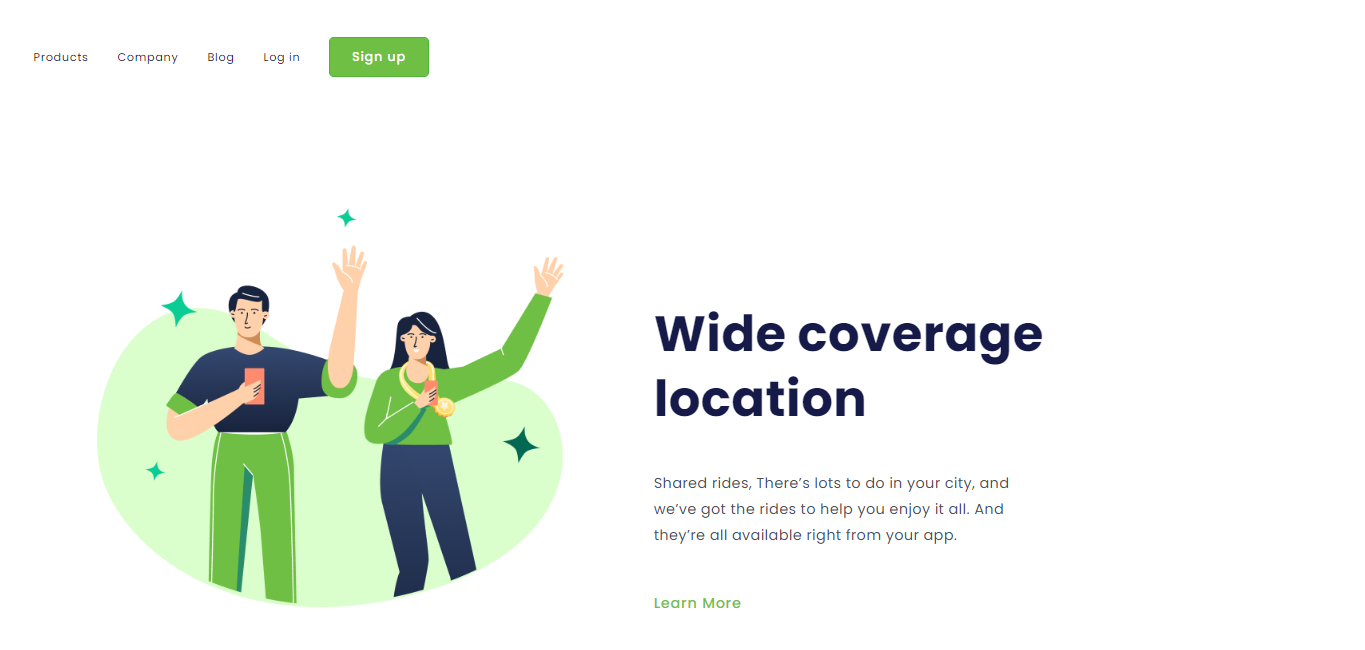 Products Company Blog Log in Sign up
Wide coverage
location
Shared rides, There’s lots to do in your city, and
we’ve got the rides to help you enjoy it all. And
they’re all available right from your app.
Learn More